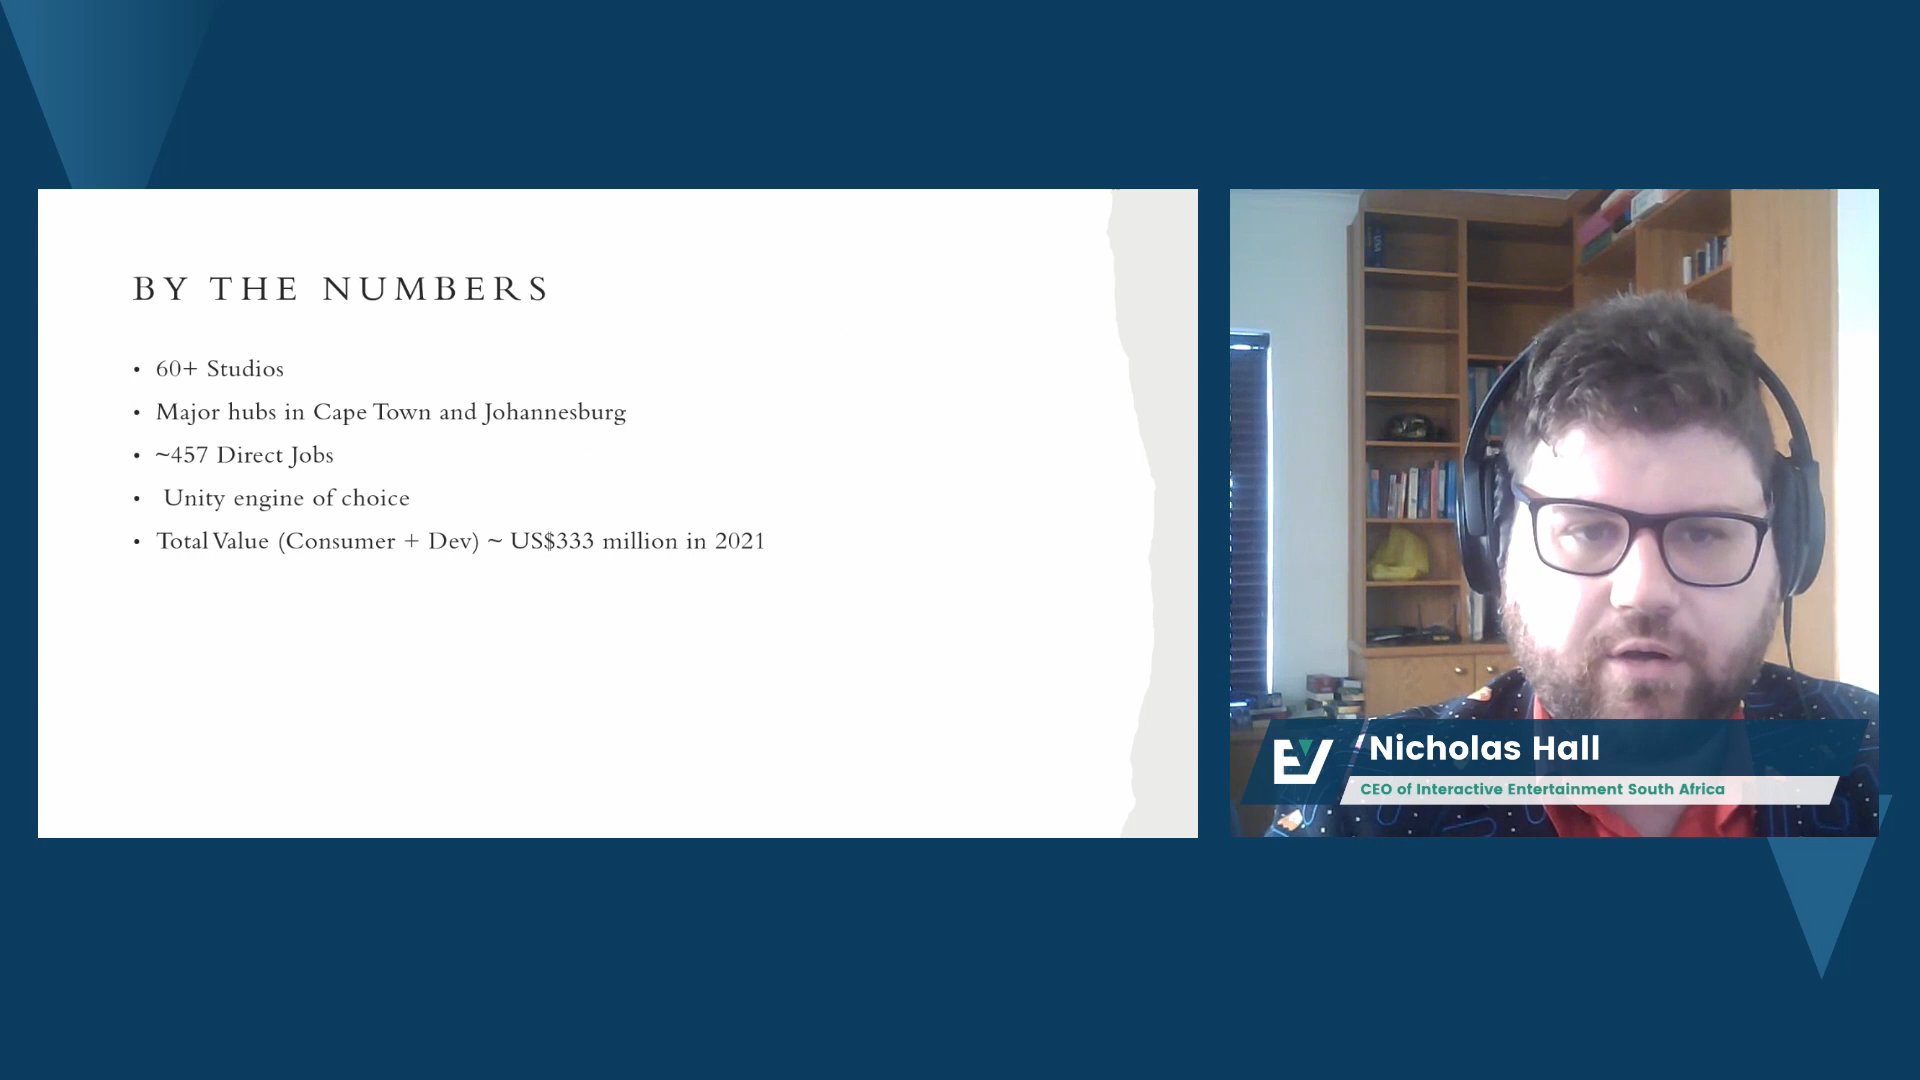 BY THE NUMBERS
• 60+ Studios
• Major hubs in Cape Town and Johannesburg
• ~457 Direct Jobs
• Unity engine of choice
• Total Value (Consumer + Dev) ~ US$333 million in 2021
EV
Nicholas Hall
CEO of Interactive Entertainment South Africa